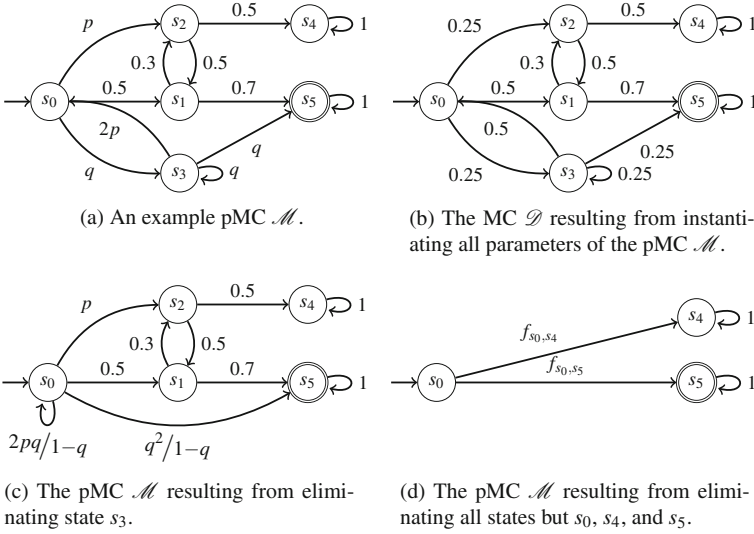 p 0.5 1
s₂ s₄
0.3 0.5
0.5 0.7 1
s₀ s₁ s₅
2p q
q s₃ q
(a) An example pMC ℳ.
0.25 0.5 1
s₂ s₄
0.3 0.5
0.5 0.7 1
s₀ s₁ s₅
0.5 0.25
0.25 s₃ 0.25
(b) The MC 𝒟 resulting from instanti-
ating all parameters of the pMC ℳ.
p 0.5 1
s₂ s₄
0.3 0.5
0.5 0.7 1
s₀ s₁ s₅
2pq/1−q q²/1−q
(c) The pMC ℳ resulting from elimi-
nating state s₃.
s₄ 1
f_{s₀,s₄}
f_{s₀,s₅}
s₀ s₅ 1
(d) The pMC ℳ resulting from elimi-
nating all states but s₀, s₄, and s₅.